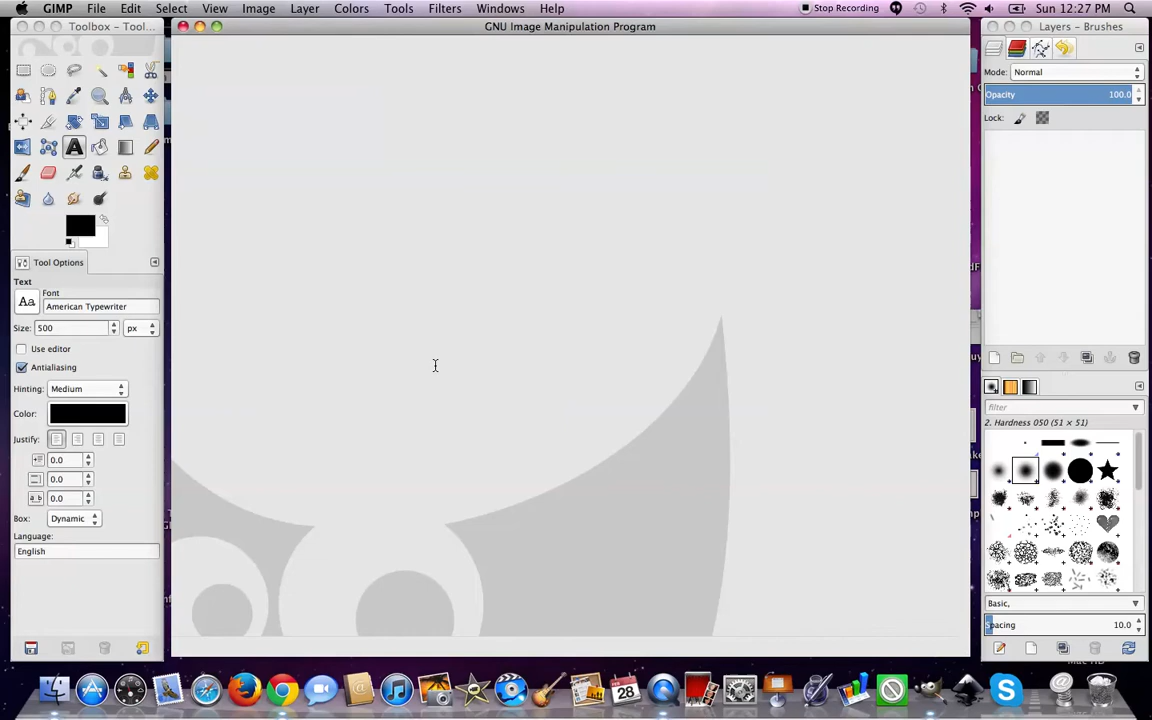 GIMP File Edit Select View Image Layer Colors Tools Filters Windows Help Stop Recording Sun 12:27 PM
Toolbox – Tool...
GNU Image Manipulation Program
Layers – Brushes
Mode: Normal
Opacity 100.0
Lock:
Tool Options
Text
Font
Aa American Typewriter
Size: 500 px
Use editor
Antialiasing
Hinting: Medium
Color:
Justify:
0.0
0.0
0.0
Box: Dynamic
Language:
English
filter
2. Hardness 050 (51 × 51)
Basic,
Spacing 10.0
FEB
28